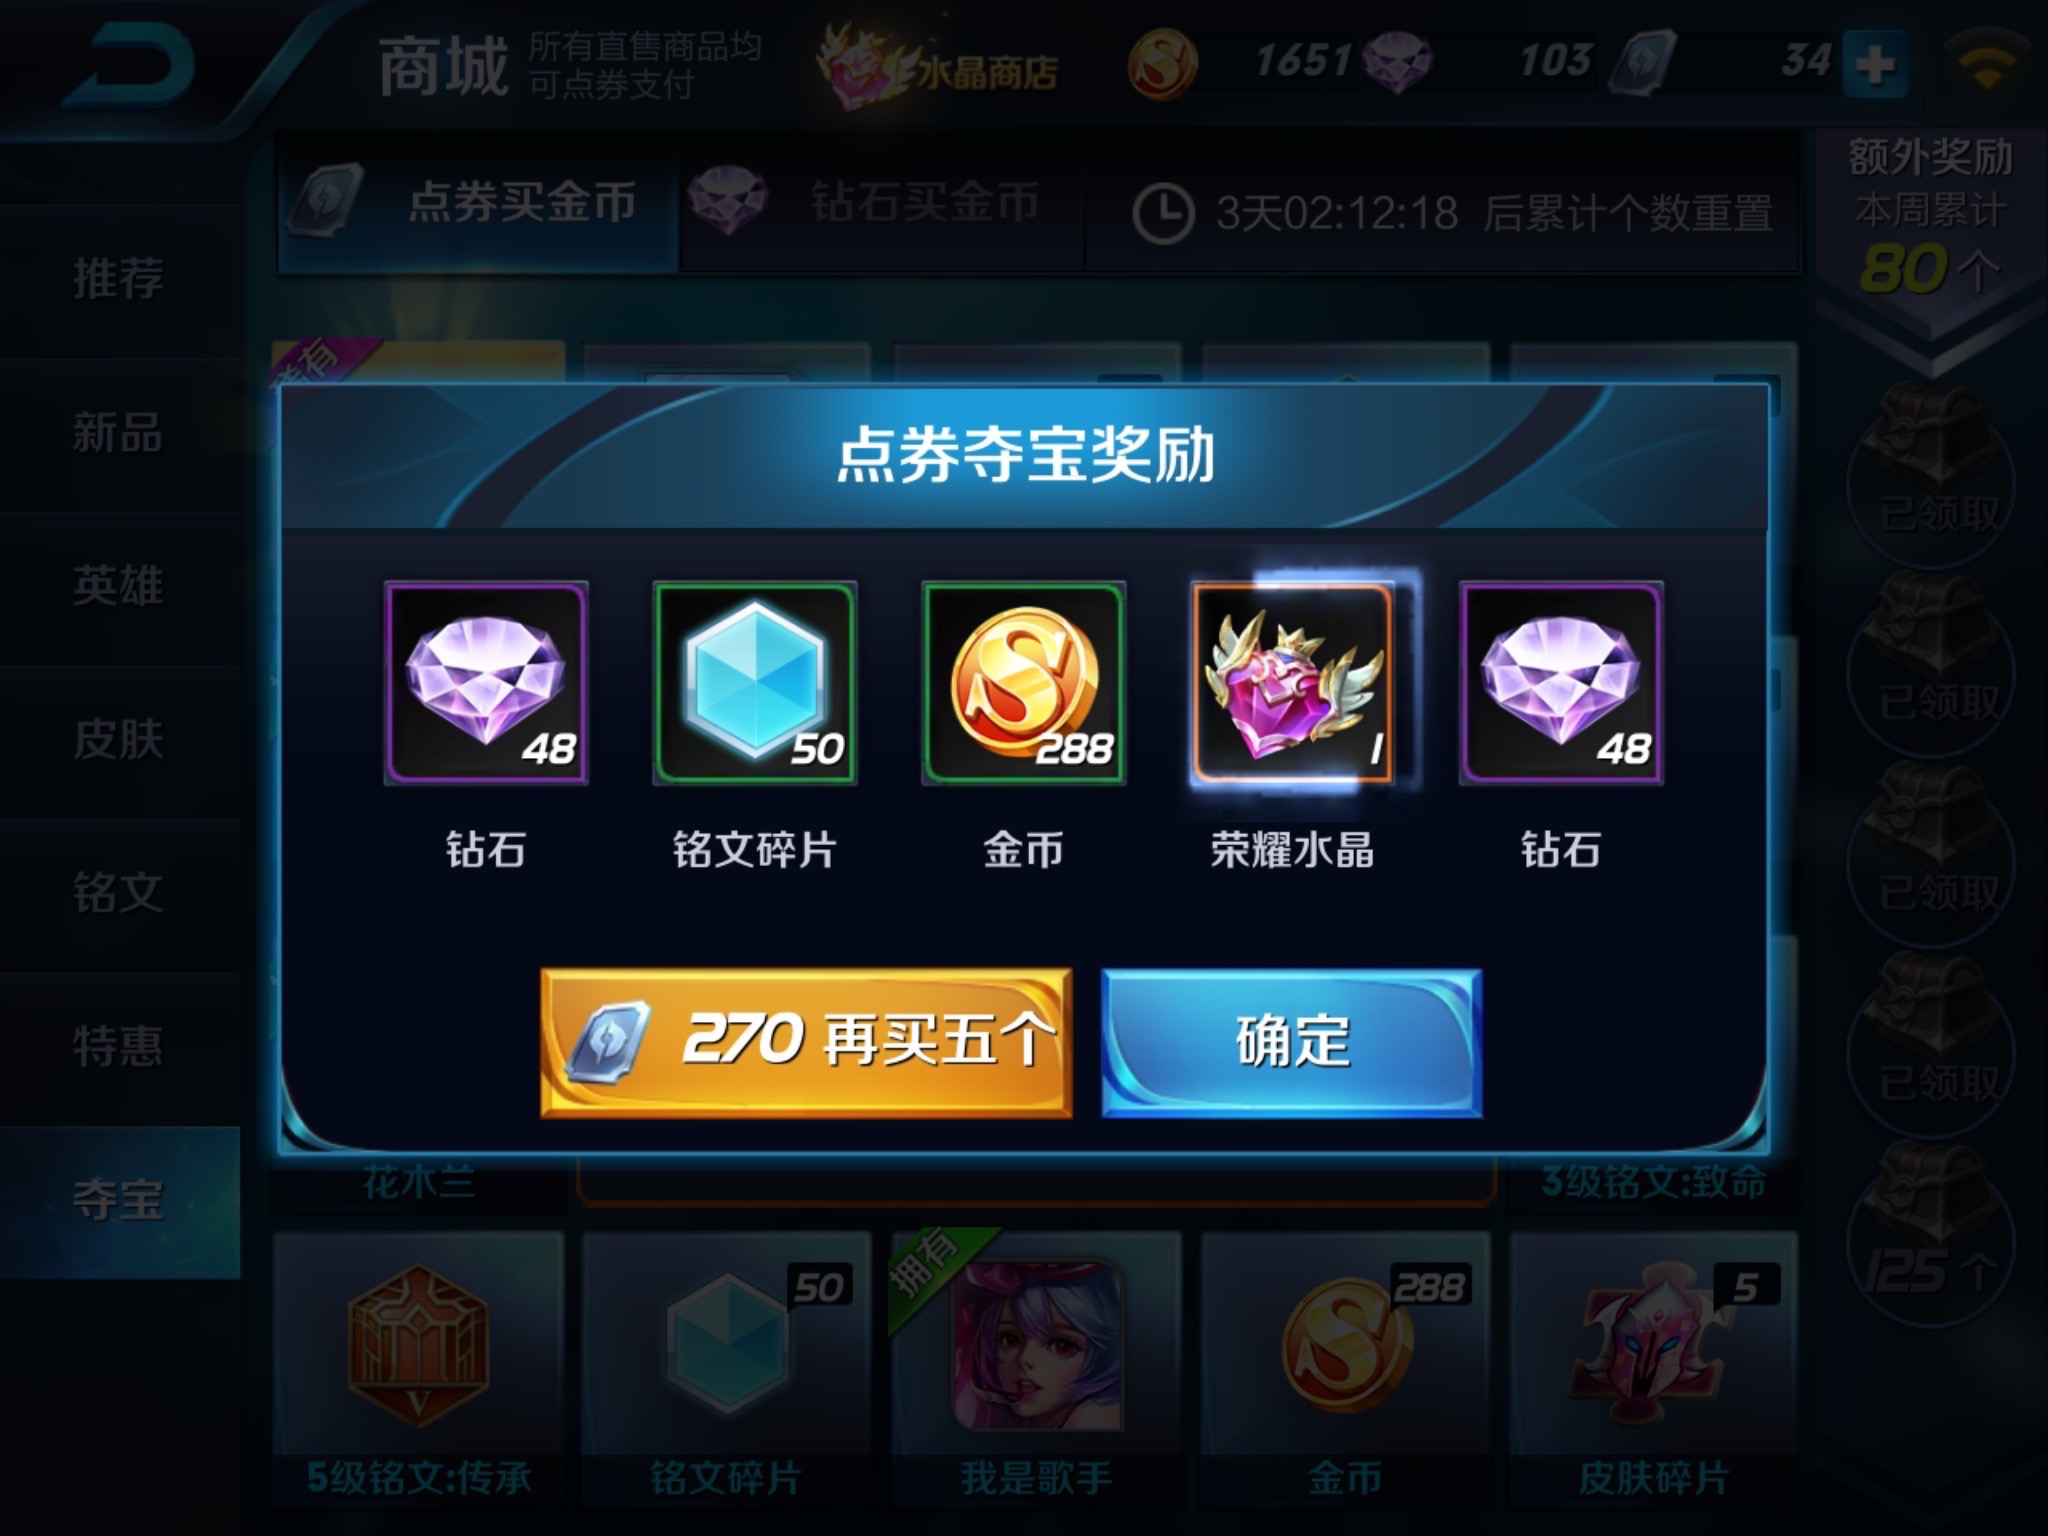 商城
所有直售商品均
可点券支付
水晶商店
1651
103
34
点券买金币
钻石买金币
3天02:12:18 后累计个数重置
额外奖励
本周累计
80个
推荐
新品
英雄
皮肤
铭文
特惠
夺宝
稀有
点券夺宝奖励
48
50
288
1
48
钻石
铭文碎片
金币
荣耀水晶
钻石
270 再买五个
确定
已领取
已领取
已领取
已领取
125个
花木兰
3级铭文:致命
V
50
拥有
288
5
5级铭文:传承
铭文碎片
我是歌手
金币
皮肤碎片